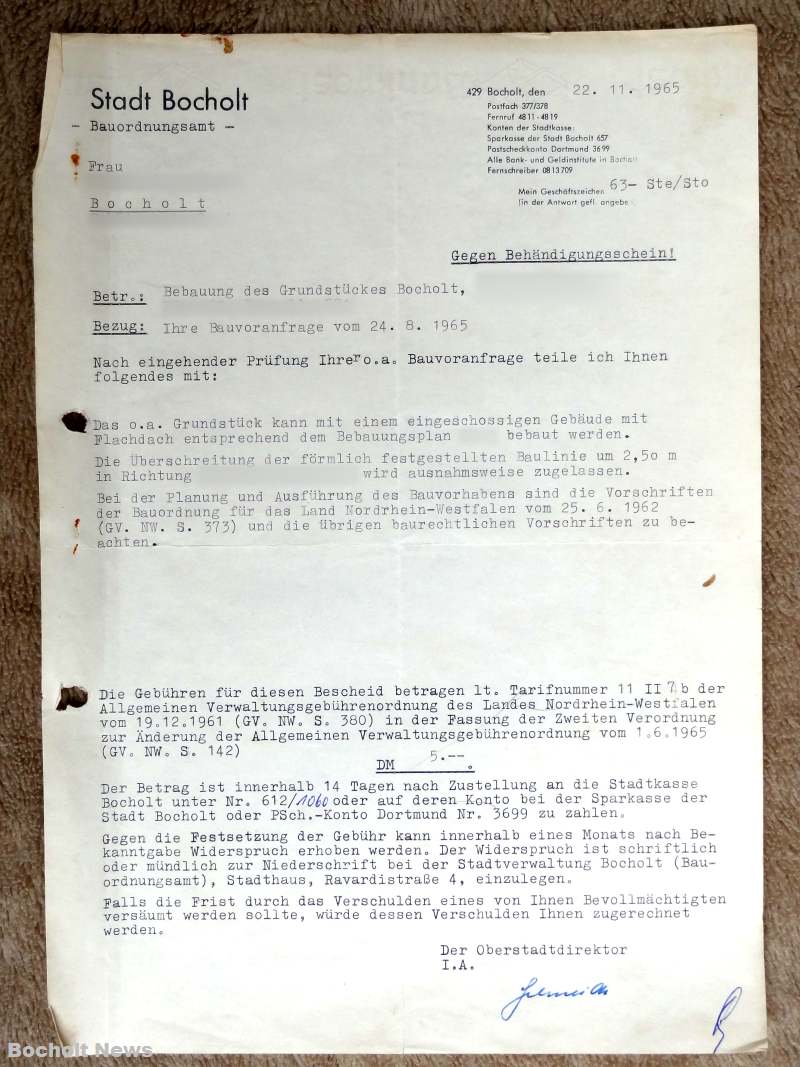 Stadt Bocholt
- Bauordnungsamt -
429 Bocholt, den 22. 11. 1965
Postfach 377/378
Fernruf 4811-4819
Konten der Stadtkasse:
Sparkasse der Stadt Bocholt 657
Postscheckkonto Dortmund 3699
Alle Bank- und Geldinstitute in Bocholt
Fernschreiber 0813709
Mein Geschäftszeichen 63- Ste/Sto
(in der Antwort gefl. angebe
Frau
Bocholt
Gegen Behändigungsschein!
Betr.: Bebauung des Grundstückes Bocholt,
Bezug: Ihre Bauvoranfrage vom 24. 8. 1965
Nach eingehender Prüfung Ihrer o.a. Bauvoranfrage teile ich Ihnen
folgendes mit:
Das o.a. Grundstück kann mit einem eingeschossigen Gebäude mit
Flachdach entsprechend dem Bebauungsplan bebaut werden.
Die Überschreitung der förmlich festgestellten Baulinie um 2,50 m
in Richtung wird ausnahmsweise zugelassen.
Bei der Planung und Ausführung des Bauvorhabens sind die Vorschriften
der Bauordnung für das Land Nordrhein-Westfalen vom 25. 6. 1962
(GV. NW. S. 373) und die übrigen baurechtlichen Vorschriften zu be-
achten.
Die Gebühren für diesen Bescheid betragen lt. Tarifnummer 11 II 7 b der
Allgemeinen Verwaltungsgebührenordnung des Landes Nordrhein-Westfalen
vom 19.12.1961 (GV. NW. S. 380) in der Fassung der Zweiten Verordnung
zur Änderung der Allgemeinen Verwaltungsgebührenordnung vom 1.6.1965
(GV. NW. S. 142)
DM 5.-- .
Der Betrag ist innerhalb 14 Tagen nach Zustellung an die Stadtkasse
Bocholt unter Nr. 612/1060 oder auf deren Konto bei der Sparkasse der
Stadt Bocholt oder PSch.-Konto Dortmund Nr. 3699 zu zahlen.
Gegen die Festsetzung der Gebühr kann innerhalb eines Monats nach Be-
kanntgabe Widerspruch erhoben werden. Der Widerspruch ist schriftlich
oder mündlich zur Niederschrift bei der Stadtverwaltung Bocholt (Bau-
ordnungsamt), Stadthaus, Ravardistraße 4, einzulegen.
Falls die Frist durch das Verschulden eines von Ihnen Bevollmächtigten
versäumt werden sollte, würde dessen Verschulden Ihnen zugerechnet
werden.
Der Oberstadtdirektor
I.A.
Bocholt News